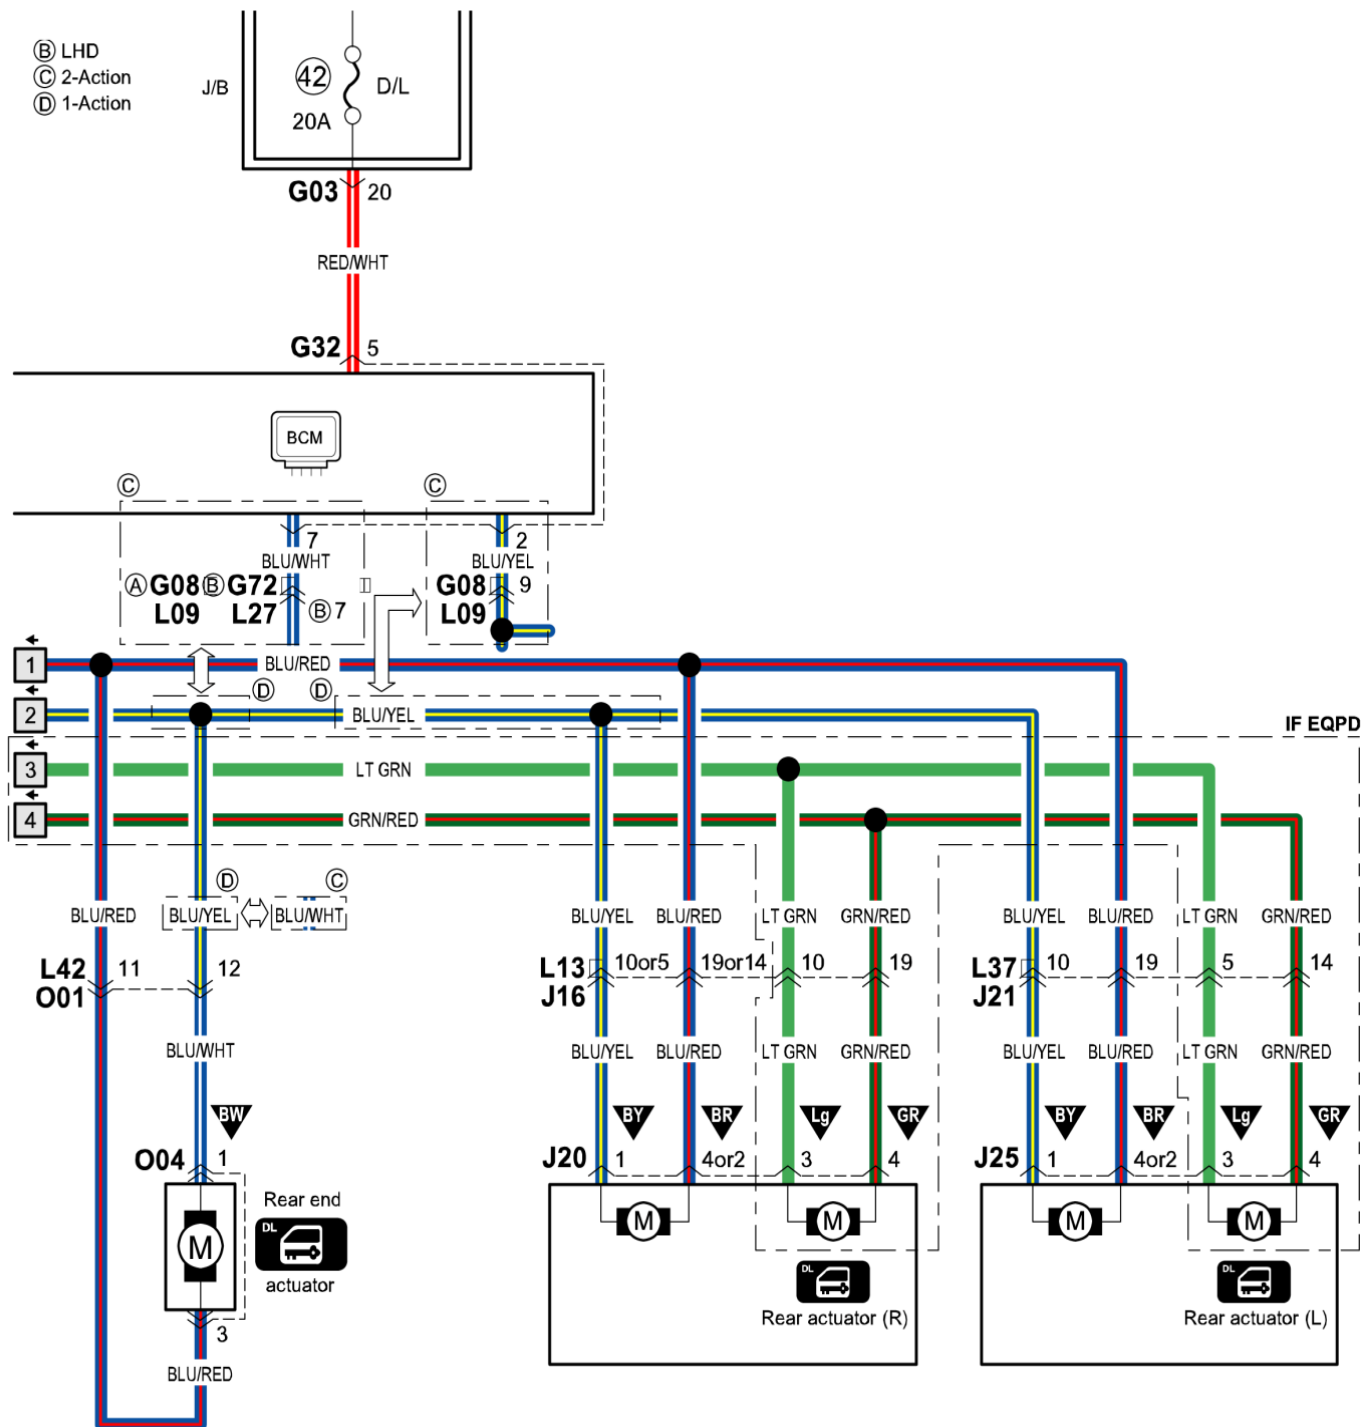 Ⓑ LHD
Ⓒ 2-Action
Ⓓ 1-Action
J/B
42
D/L
20A
G03 20
RED/WHT
G32 5
BCM
Ⓒ Ⓒ
7 2
BLU/WHT BLU/YEL
Ⓐ G08 Ⓑ G72 G08 9
L09 L27 Ⓑ 7 L09
1 BLU/RED
Ⓓ Ⓓ
2 BLU/YEL
IF EQPD
3 LT GRN
4 GRN/RED
Ⓓ Ⓒ
BLU/RED BLU/YEL BLU/WHT BLU/YEL BLU/RED LT GRN GRN/RED BLU/YEL BLU/RED LT GRN GRN/RED
L42 11 12 L13 10or5 19or14 10 19 L37 10 19 5 14
O01 J16 J21
BLU/WHT BLU/YEL BLU/RED LT GRN GRN/RED BLU/YEL BLU/RED LT GRN GRN/RED
BW BY BR Lg GR BY BR Lg GR
O04 1 J20 1 4or2 3 4 J25 1 4or2 3 4
Rear end
DL
M
actuator
M M M M
DL DL
Rear actuator (R) Rear actuator (L)
3
BLU/RED